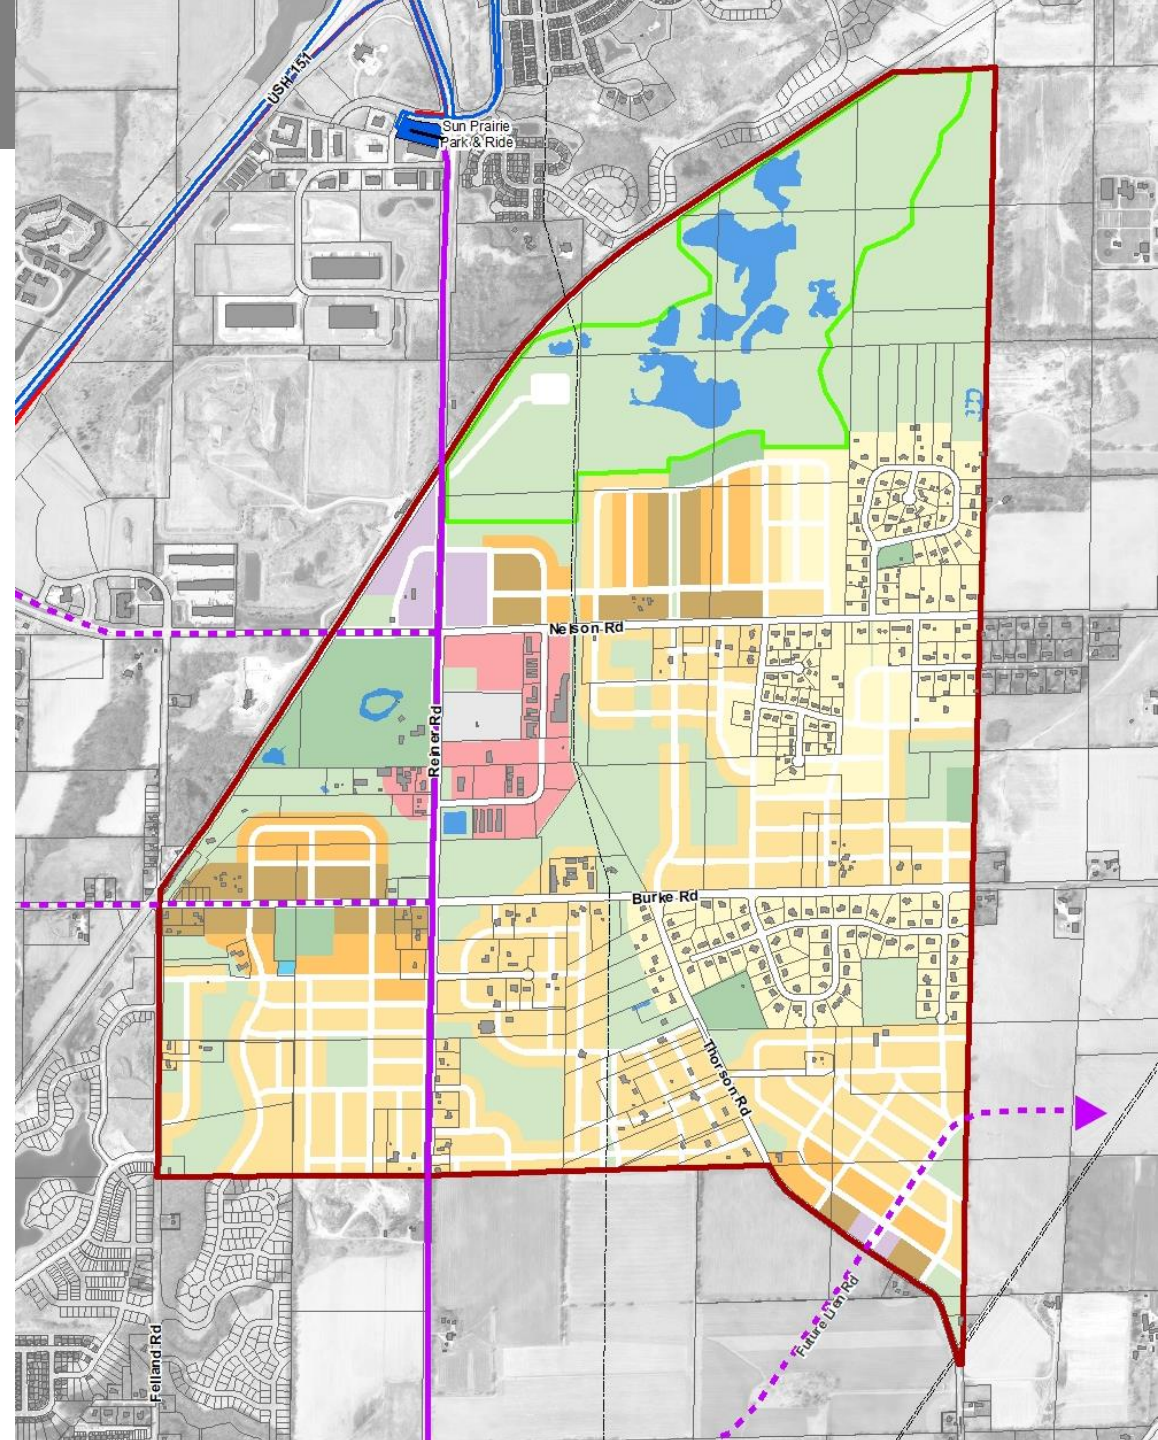 USH 151
Sun Prairie
Park & Ride
Nelson Rd
Reiner Rd
Burke Rd
Thorson Rd
Future Lien Rd
Felland Rd